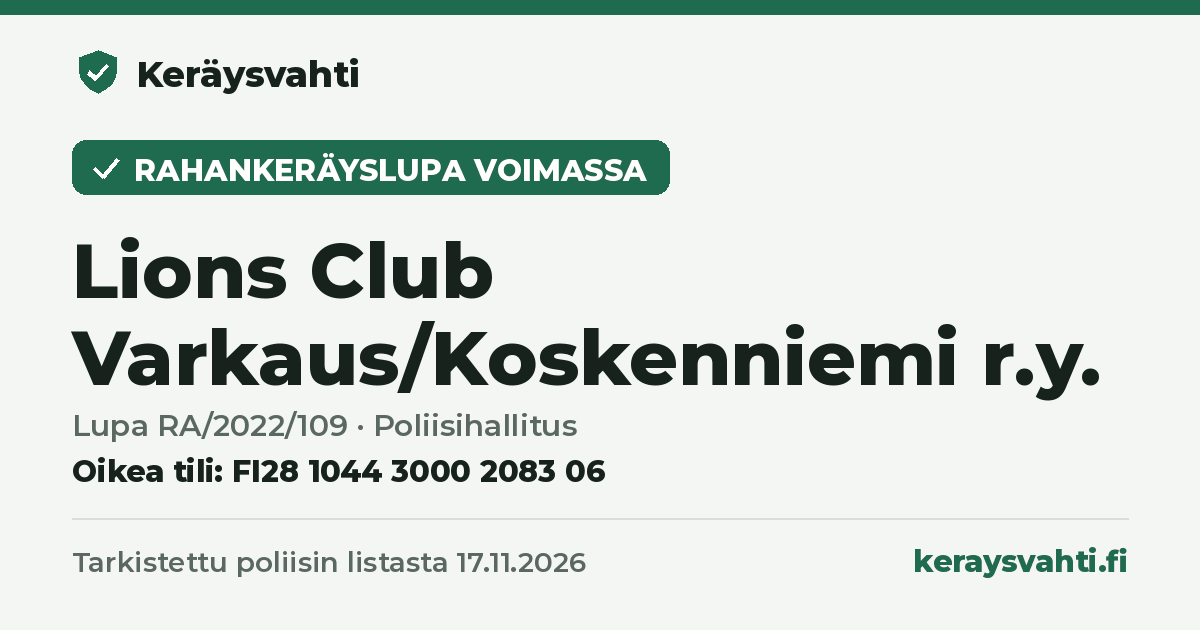 Keräysvahti
RAHANKERÄYSLUPA VOIMASSA
Lions Club
Varkaus/Koskenniemi r.y.
Lupa RA/2022/109 · Poliisihallitus
Oikea tili: FI28 1044 3000 2083 06
Tarkistettu poliisin listasta 17.11.2026
keraysvahti.fi